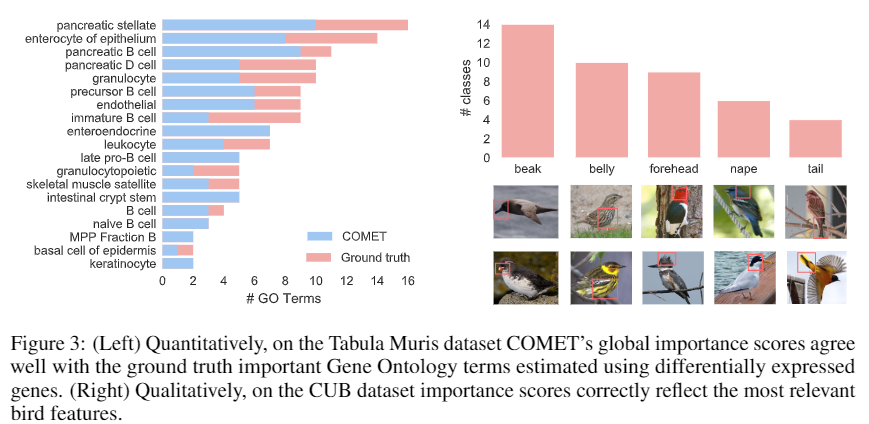 pancreatic stellate
enterocyte of epithelium
pancreatic B cell
pancreatic D cell
granulocyte
precursor B cell
endothelial
immature B cell
enteroendocrine
leukocyte
late pro-B cell
granulocytopoietic
skeletal muscle satellite
intestinal crypt stem
B cell
naïve B cell
MPP Fraction B
basal cell of epidermis
keratinocyte
COMET
Ground truth
0 2 4 6 8 10 12 14 16
# GO Terms
# classes
14
12
10
8
6
4
2
0
beak belly forehead nape tail
Figure 3: (Left) Quantitatively, on the Tabula Muris dataset COMET's global importance scores agree
well with the ground truth important Gene Ontology terms estimated using differentially expressed
genes. (Right) Qualitatively, on the CUB dataset importance scores correctly reflect the most relevant
bird features.